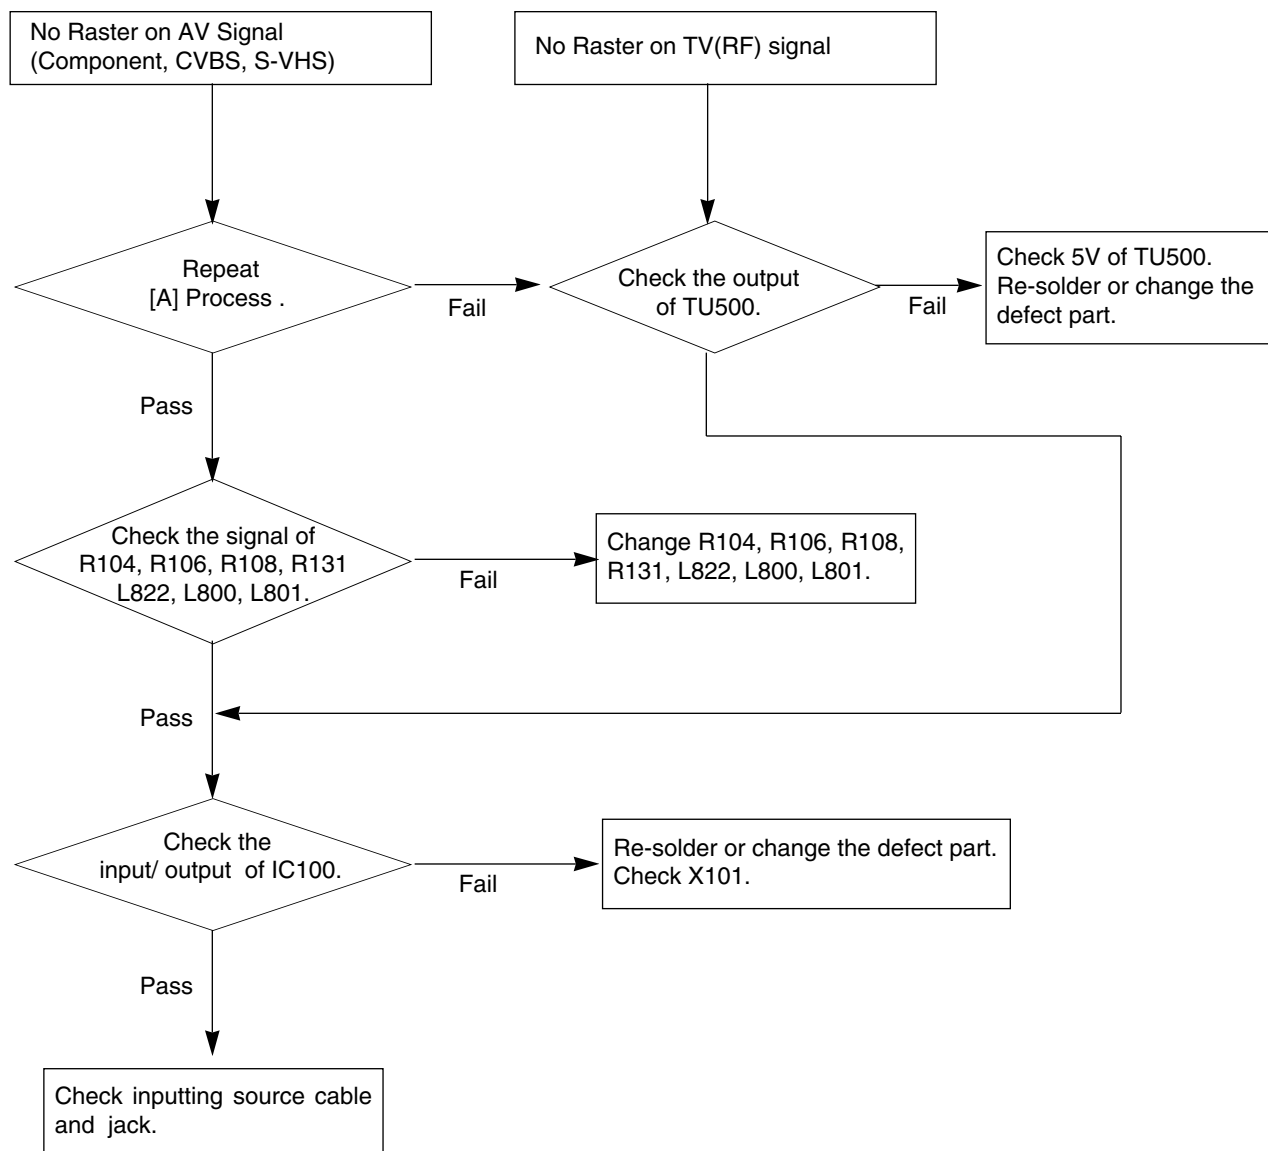 No Raster on AV Signal
(Component, CVBS, S-VHS)
No Raster on TV(RF) signal
Repeat
[A] Process .
Fail
Check the output
of TU500.
Fail
Check 5V of TU500.
Re-solder or change the
defect part.
Pass
Check the signal of
R104, R106, R108, R131
L822, L800, L801.
Fail
Change R104, R106, R108,
R131, L822, L800, L801.
Pass
Check the
input/ output of IC100.
Fail
Re-solder or change the defect part.
Check X101.
Pass
Check inputting source cable
and jack.